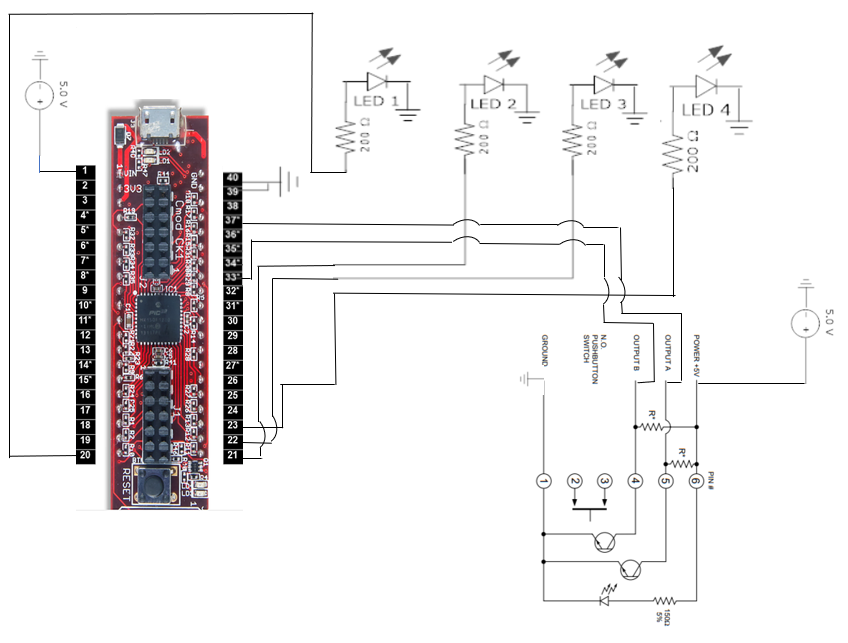 5.0 V
1
2
3
4*
5*
6*
7*
8*
9
10*
11*
12
13
14*
15*
16
17
18
19
20
VIN
3V3
GND
Cmod CK1
IC1
J1
RESET
40
39
38
37*
36*
35*
34*
33*
32*
31*
30
29
28
27*
26
25
24
23
22
21
LED 1
200 Ω
LED 2
200 Ω
LED 3
200 Ω
LED 4
200Ω
5.0 V
GROUND
N.O.
PUSHBUTTON
SWITCH
OUTPUT B
OUTPUT A
POWER +5V
R*
R*
PIN #
1
2
3
4
5
6
150Ω
5%